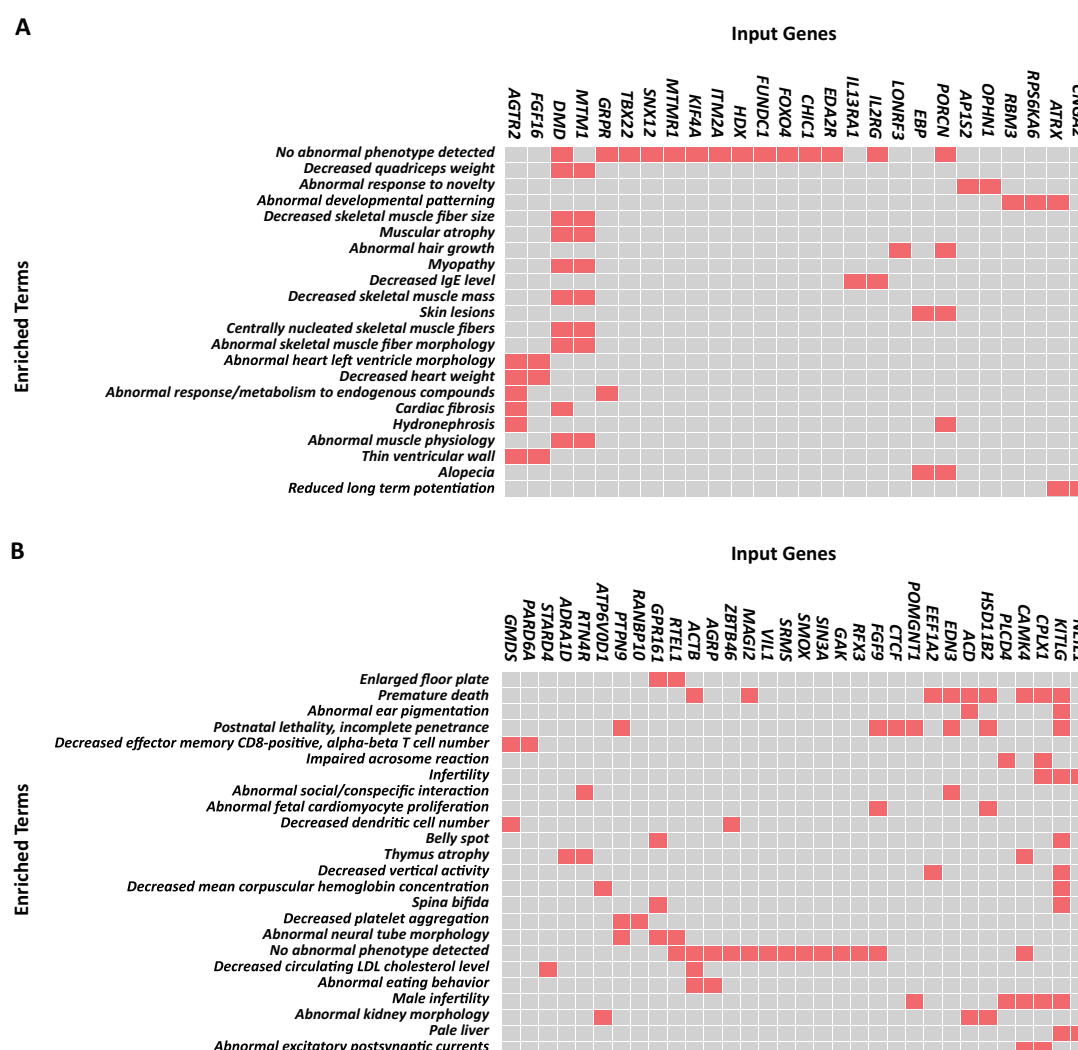 A
Input Genes
AGTR2
FGF16
DMD
MTM1
GRPR
TBX22
SNX12
MTMR1
KIF4A
ITM2A
HDX
FUNDC1
FOXO4
CHIC1
EDA2R
IL13RA1
IL2RG
LONRF3
EBP
PORCN
AP1S2
OPHN1
RBM3
RPS6KA6
ATRX
CNGA2
Enriched Terms
No abnormal phenotype detected
Decreased quadriceps weight
Abnormal response to novelty
Abnormal developmental patterning
Decreased skeletal muscle fiber size
Muscular atrophy
Abnormal hair growth
Myopathy
Decreased IgE level
Decreased skeletal muscle mass
Skin lesions
Centrally nucleated skeletal muscle fibers
Abnormal skeletal muscle fiber morphology
Abnormal heart left ventricle morphology
Decreased heart weight
Abnormal response/metabolism to endogenous compounds
Cardiac fibrosis
Hydronephrosis
Abnormal muscle physiology
Thin ventricular wall
Alopecia
Reduced long term potentiation
B
Input Genes
GMDS
PARD6A
STARD4
ADRA1D
RTN4R
ATP6V0D1
PTPN9
RANBP10
GPR161
RTEL1
ACTB
AGRP
ZBTB46
MAGI2
VIL1
SRMS
SMOX
SIN3A
GAK
RFX3
FGF9
CTCF
POMGNT1
EEF1A2
EDN3
ACD
HSD11B2
PLCD4
CAMK4
CPLX1
KITLG
Enriched Terms
Enlarged floor plate
Premature death
Abnormal ear pigmentation
Postnatal lethality, incomplete penetrance
Decreased effector memory CD8-positive, alpha-beta T cell number
Impaired acrosome reaction
Infertility
Abnormal social/conspecific interaction
Abnormal fetal cardiomyocyte proliferation
Decreased dendritic cell number
Belly spot
Thymus atrophy
Decreased vertical activity
Decreased mean corpuscular hemoglobin concentration
Spina bifida
Decreased platelet aggregation
Abnormal neural tube morphology
No abnormal phenotype detected
Decreased circulating LDL cholesterol level
Abnormal eating behavior
Male infertility
Abnormal kidney morphology
Pale liver
Abnormal excitatory postsynaptic currents